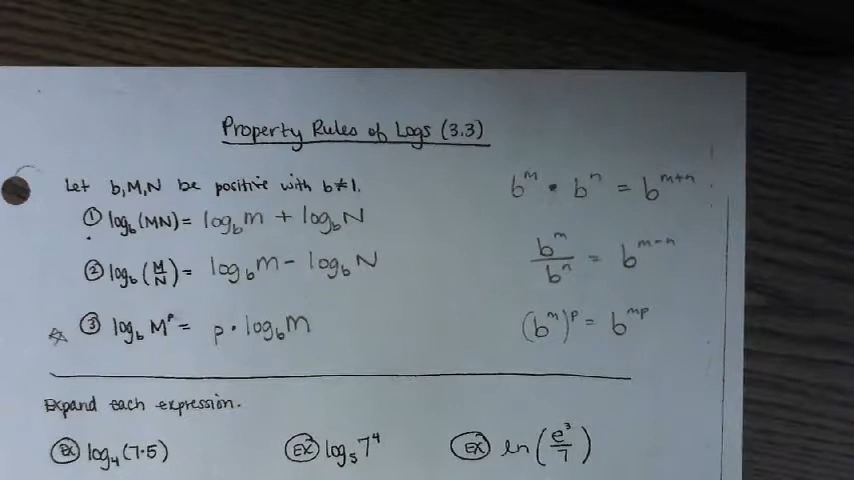 Property Rules of Logs (3.3)
Let b,M,N be positive with b≠1.
① log_b (MN) = log_b m + log_b N
② log_b (M/N) = log_b m − log_b N
☆ ③ log_b M^p = p · log_b m
b^m · b^n = b^(m+n)
b^m / b^n = b^(m−n)
(b^m)^p = b^(mp)
Expand each expression.
Ex log_4 (7·5)
Ex log_5 7^4
Ex ln (e^3/7)